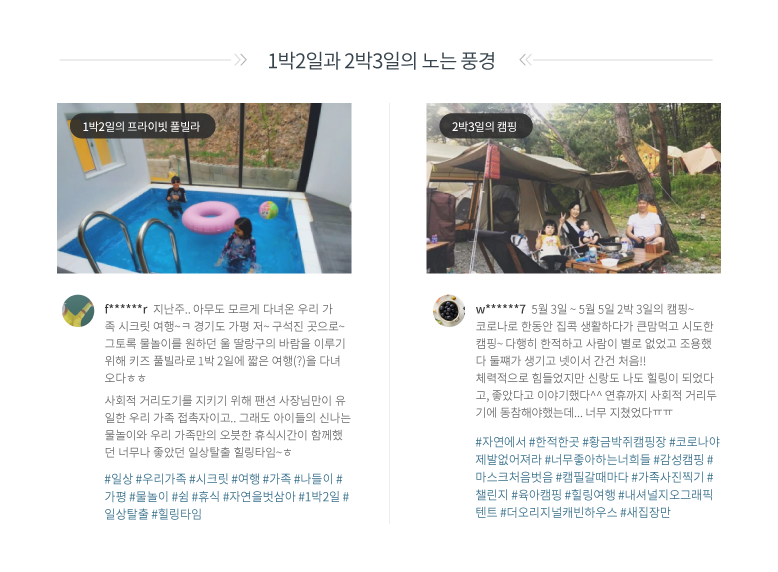 1박2일과 2박3일의 노는 풍경
1박2일의 프라이빗 풀빌라
f******r 지난주.. 아무도 모르게 다녀온 우리 가
족 시크릿 여행~ㅋ 경기도 가평 저~ 구석진 곳으로~
그토록 물놀이를 원하던 울 딸랑구의 바람을 이루기
위해 키즈 풀빌라로 1박 2일에 짧은 여행(?)을 다녀
오다ㅎㅎ
사회적 거리도기를 지키기 위해 팬션 사장님만이 유
일한 우리 가족 접촉자이고.. 그래도 아이들의 신나는
물놀이와 우리 가족만의 오붓한 휴식시간이 함께했
던 너무나 좋았던 일상탈출 힐링타임~ㅎ
#일상 #우리가족 #시크릿 #여행 #가족 #나들이 #
가평 #물놀이 #쉼 #휴식 #자연을벗삼아 #1박2일 #
일상탈출 #힐링타임
2박3일의 캠핑
w******7 5월 3일 ~ 5월 5일 2박 3일의 캠핑~
코로나로 한동안 집콕 생활하다가 큰맘먹고 시도한
캠핑~ 다행히 한적하고 사람이 별로 없었고 조용했
다 둘쨰가 생기고 넷이서 간건 처음!!
체력적으로 힘들었지만 신랑도 나도 힐링이 되었다
고, 좋았다고 이야기했다^^ 연휴까지 사회적 거리두
기에 동참해야했는데... 너무 지쳤었다ㅠㅠ
#자연에서 #한적한곳 #황금박쥐캠핑장 #코로나야
제발없어져라 #너무좋아하는너희들 #감성캠핑 #
마스크처음벗음 #캠핑갈때마다 #가족사진찍기 #
챌린지 #육아캠핑 #힐링여행 #내셔널지오그래픽
텐트 #더오리지널캐빈하우스 #새집장만